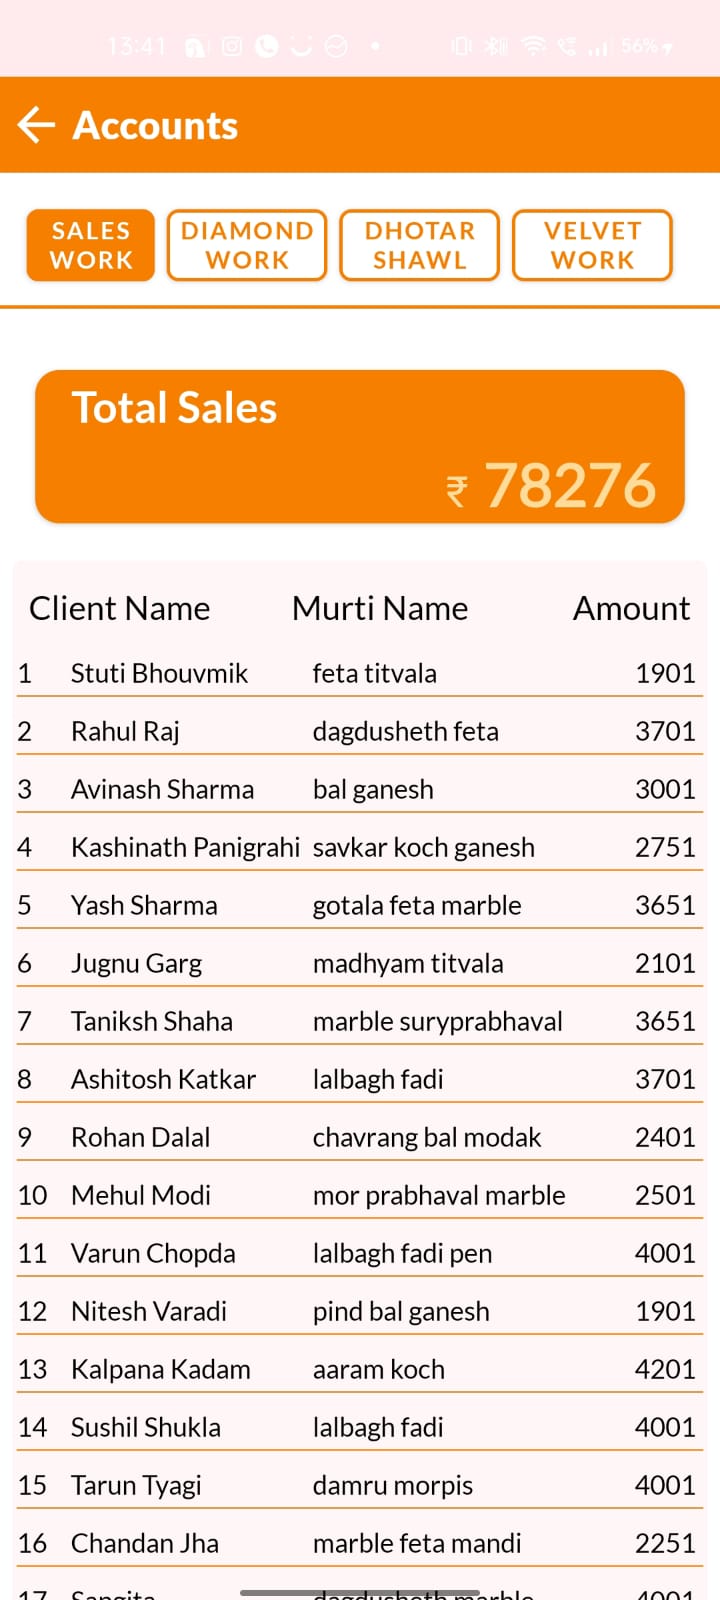 13:41 56%
Accounts
SALES WORK DIAMOND WORK DHOTAR SHAWL VELVET WORK
Total Sales
₹ 78276
Client Name Murti Name Amount
1 Stuti Bhouvmik feta titvala 1901
2 Rahul Raj dagdusheth feta 3701
3 Avinash Sharma bal ganesh 3001
4 Kashinath Panigrahi savkar koch ganesh 2751
5 Yash Sharma gotala feta marble 3651
6 Jugnu Garg madhyam titvala 2101
7 Taniksh Shaha marble suryprabhaval 3651
8 Ashitosh Katkar lalbagh fadi 3701
9 Rohan Dalal chavrang bal modak 2401
10 Mehul Modi mor prabhaval marble 2501
11 Varun Chopda lalbagh fadi pen 4001
12 Nitesh Varadi pind bal ganesh 1901
13 Kalpana Kadam aaram koch 4201
14 Sushil Shukla lalbagh fadi 4001
15 Tarun Tyagi damru morpis 4001
16 Chandan Jha marble feta mandi 2251
17 Sangita dagdusheth marble 4001